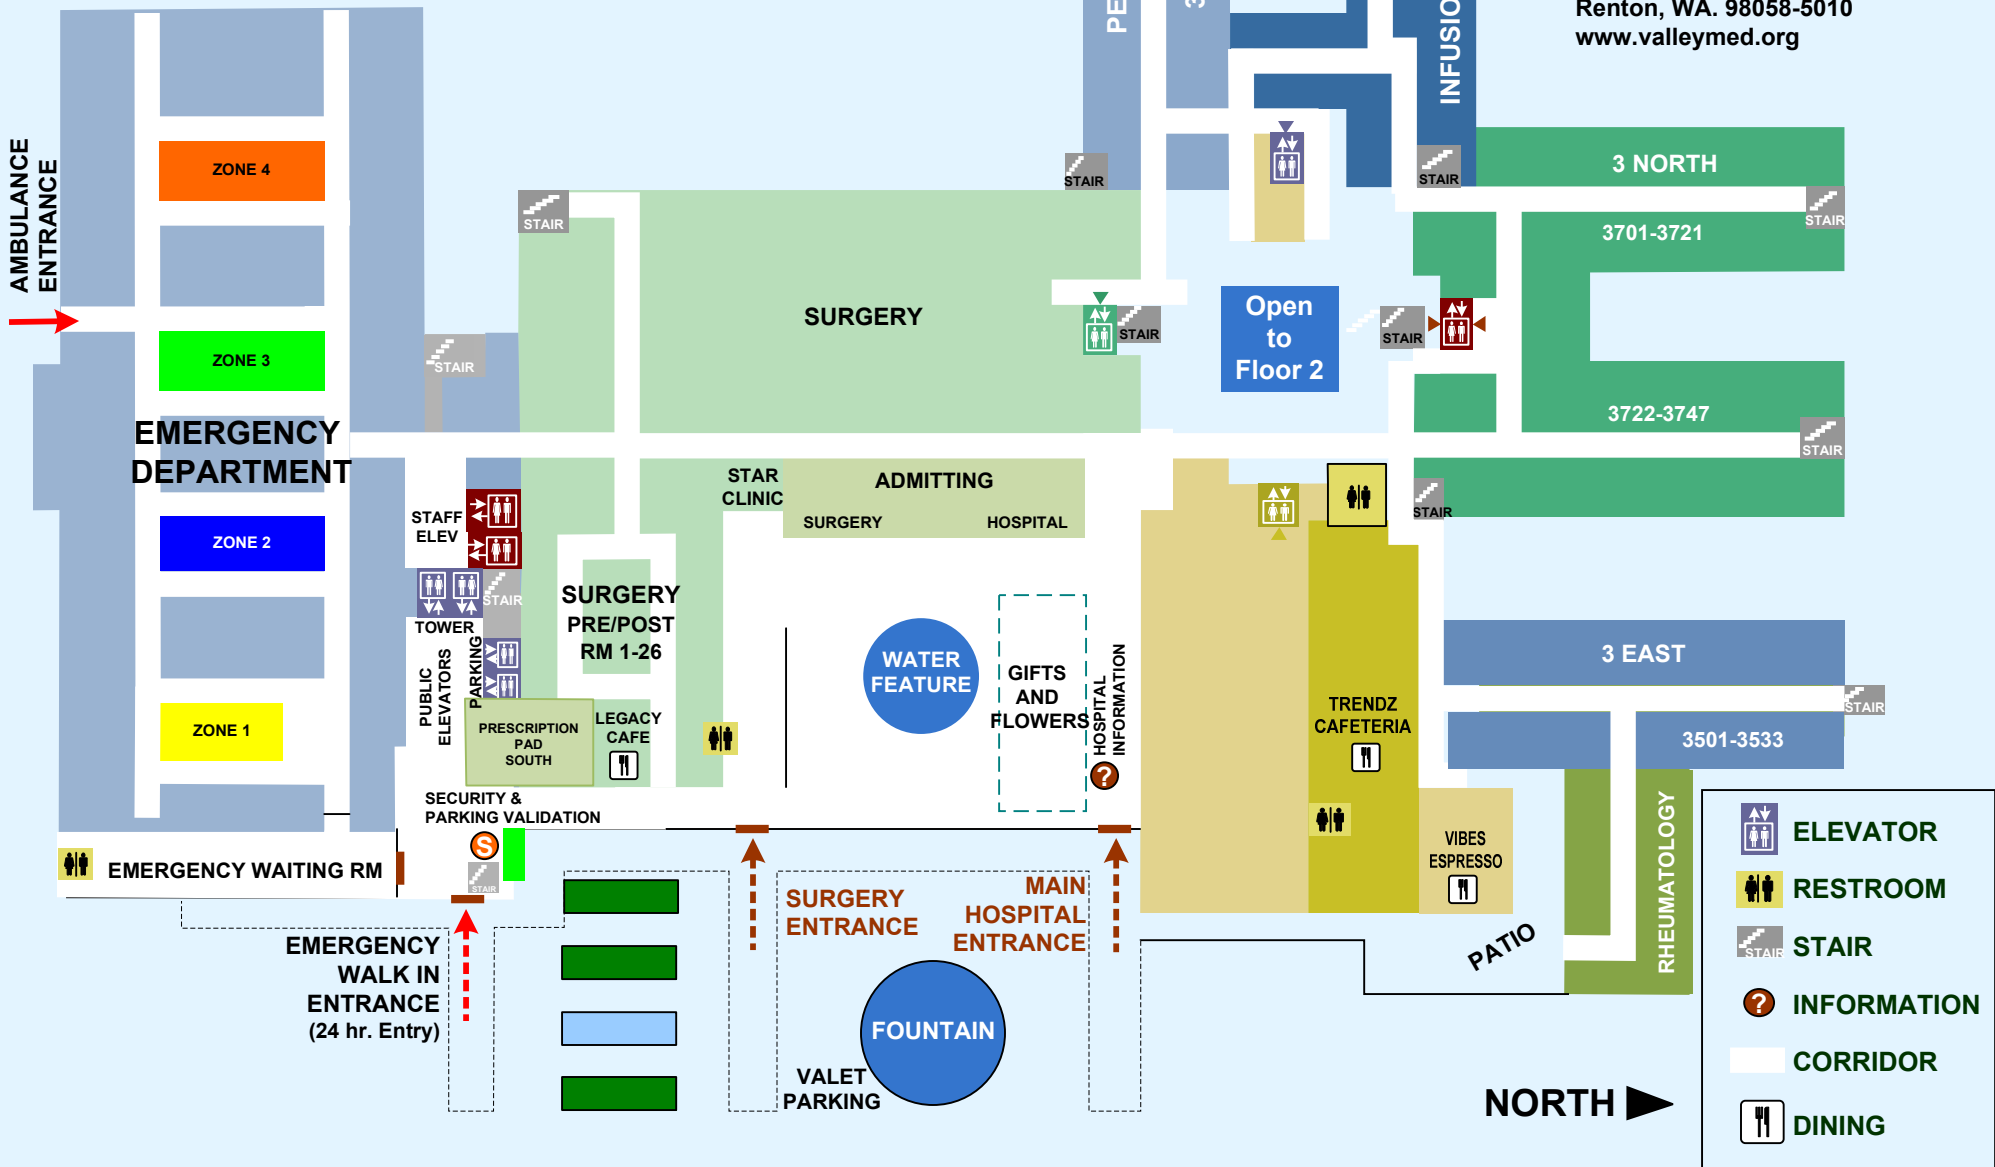 Renton, WA. 98058-5010
www.valleymed.org
PE
3
INFUSIO
AMBULANCE
ENTRANCE
ZONE 4
STAIR
STAIR
STAIR
3 NORTH
STAIR
3701-3721
SURGERY
STAIR
Open
to
Floor 2
STAIR
ZONE 3
STAIR
3722-3747
STAIR
EMERGENCY
DEPARTMENT
STAR
CLINIC
ADMITTING
SURGERY
HOSPITAL
STAIR
STAFF
ELEV
ZONE 2
STAIR
TOWER
PUBLIC
ELEVATORS
PARKING
SURGERY
PRE/POST
RM 1-26
WATER
FEATURE
GIFTS
AND
FLOWERS
HOSPITAL
INFORMATION
?
3 EAST
STAIR
3501-3533
TRENDZ
CAFETERIA
ZONE 1
PRESCRIPTION
PAD
SOUTH
LEGACY
CAFE
SECURITY &
PARKING VALIDATION
S
STAIR
EMERGENCY WAITING RM
VIBES
ESPRESSO
RHEUMATOLOGY
PATIO
SURGERY
ENTRANCE
MAIN
HOSPITAL
ENTRANCE
EMERGENCY
WALK IN
ENTRANCE
(24 hr. Entry)
FOUNTAIN
VALET
PARKING
NORTH
ELEVATOR
RESTROOM
STAIR
STAIR
?
INFORMATION
CORRIDOR
DINING